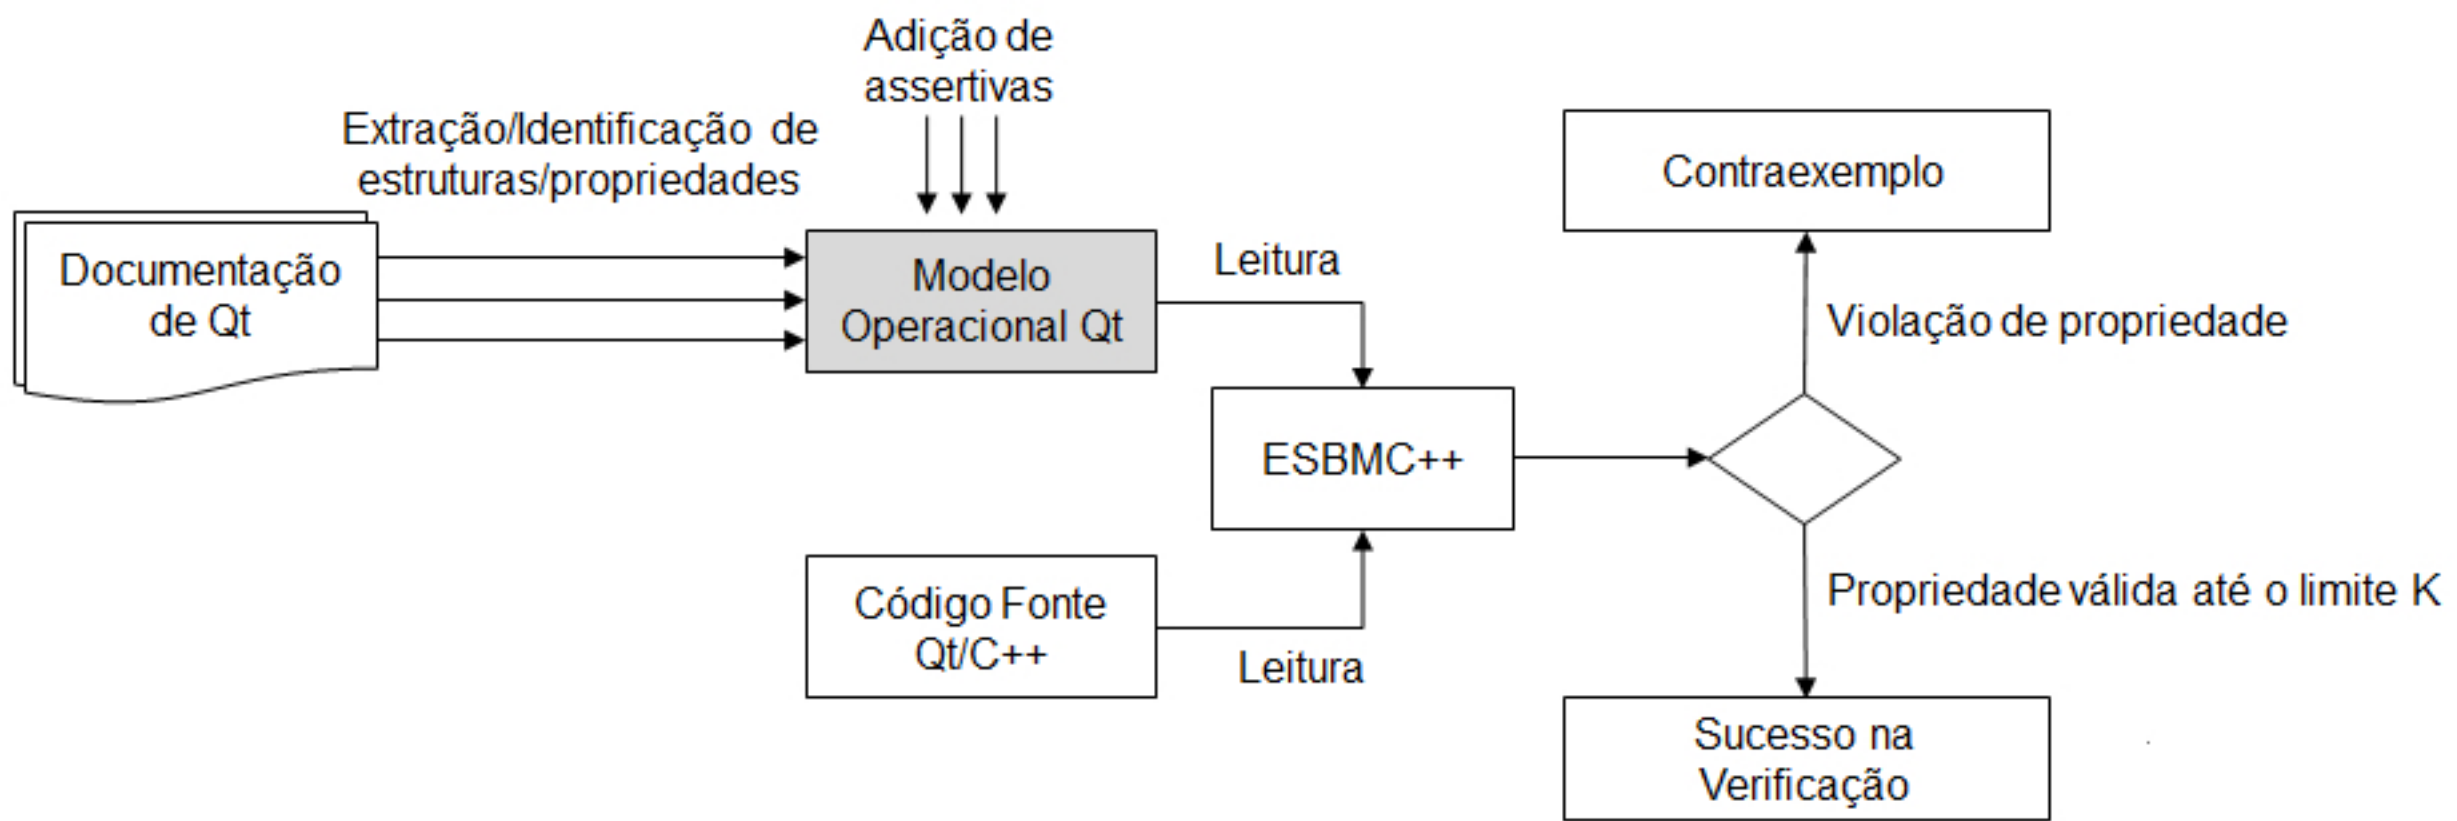 Adição de
assertivas
Extração/Identificação de
estruturas/propriedades
Documentação
de Qt
Modelo
Operacional Qt
Leitura
Contraexemplo
Violação de propriedade
ESBMC++
Código Fonte
Qt/C++
Leitura
Propriedade válida até o limite K
Sucesso na
Verificação